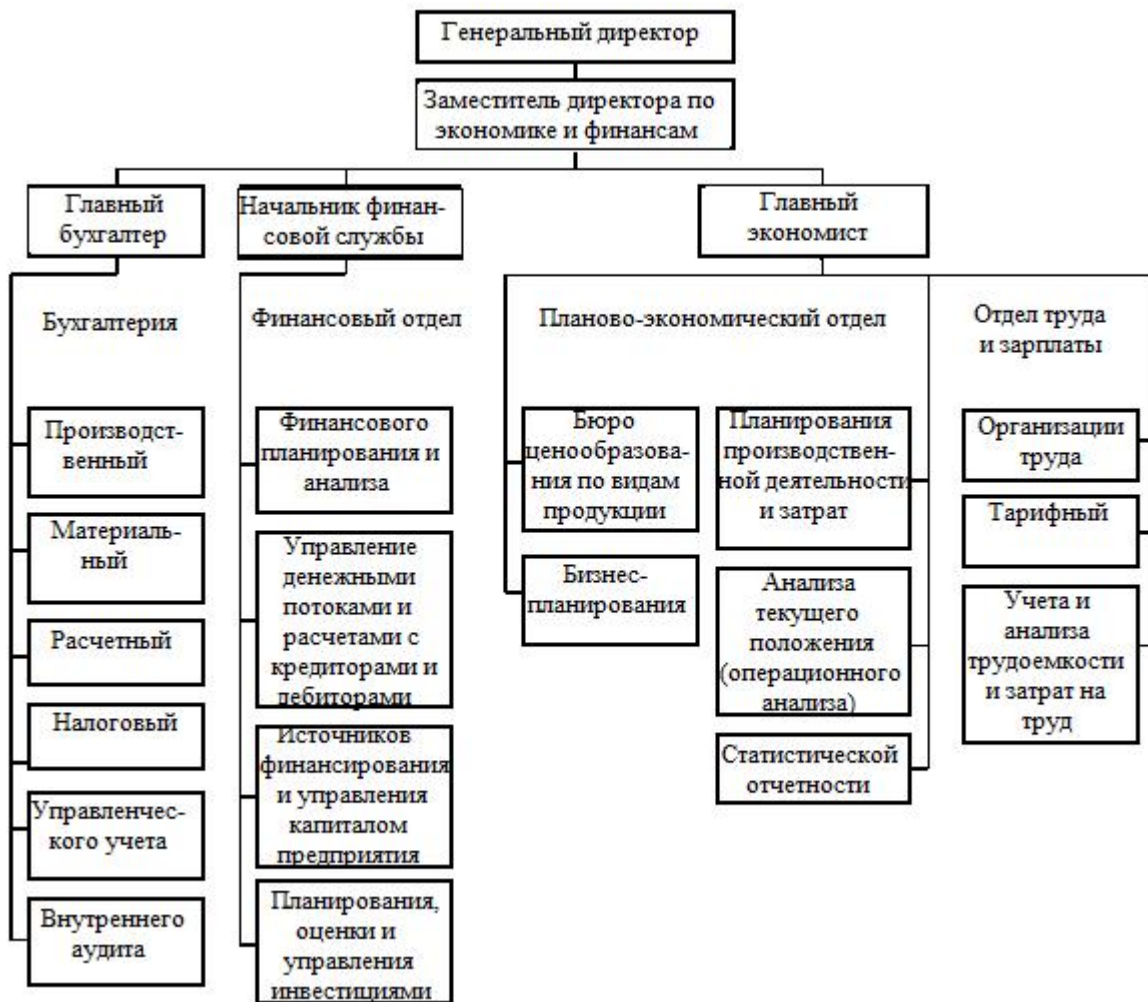 Генеральный директор
Заместитель директора по
экономике и финансам
Главный
бухгалтер
Начальник финан-
совой службы
Главный
экономист
Бухгалтерия
Финансовый отдел
Планово-экономический отдел
Отдел труда
и зарплаты
Производст-
венный
Материаль-
ный
Расчетный
Налоговый
Управленчес-
кого учета
Внутреннего
аудита
Финансового
планирования и
анализа
Управление
денежными
потоками и
расчетами с
кредиторами и
дебиторами
Источников
финансирования
и управления
капиталом
предприятия
Планирования,
оценки и
управления
инвестициями
Бюро
ценообразова-
ния по видам
продукции
Бизнес-
планирования
Планирования
производствен-
ной деятельности
и затрат
Анализа
текущего
положения
(операционного
анализа)
Статистической
отчетности
Организации
труда
Тарифный
Учета и
анализа
трудоемкости
и затрат на
труд